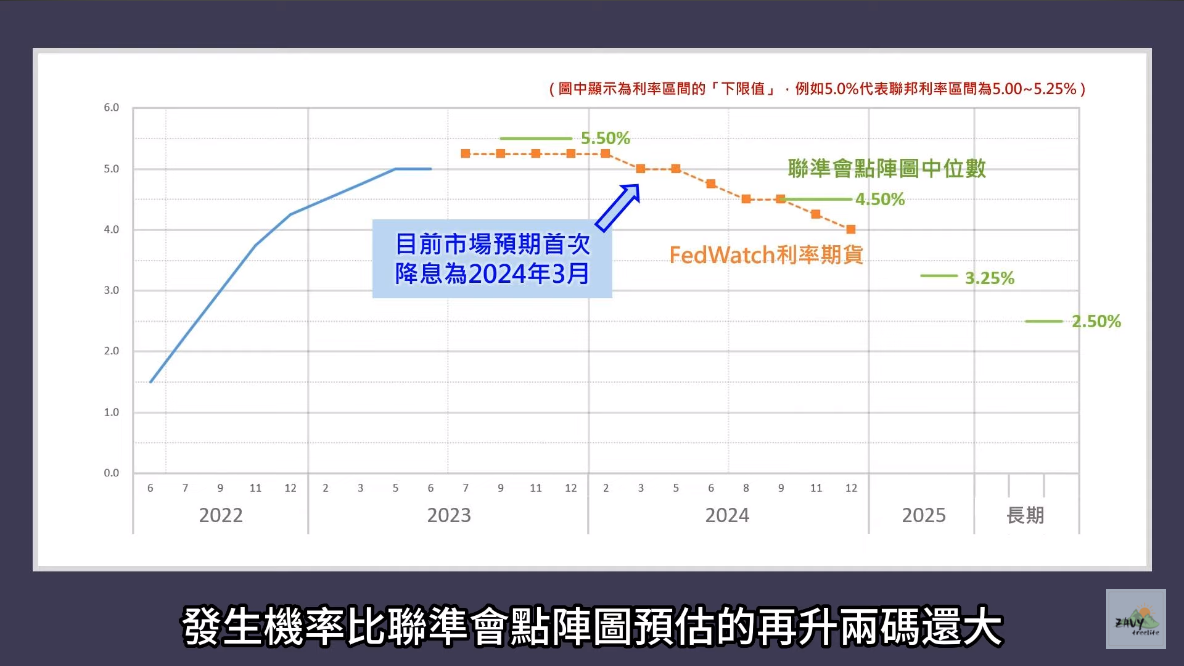 (圖中顯示為利率區間的「下限值」，例如5.0%代表聯邦利率區間為5.00~5.25%)
6.0
5.0
4.0
3.0
2.0
1.0
0.0
5.50%
聯準會點陣圖中位數
4.50%
目前市場預期首次
降息為2024年3月
FedWatch利率期貨
3.25%
2.50%
6 7 9 11 12 2 3 5 6 7 9 11 12 2 3 5 6 8 9 11 12
2022 2023 2024 2025 長期
發生機率比聯準會點陣圖預估的再升兩碼還大
ZAVY
freelife